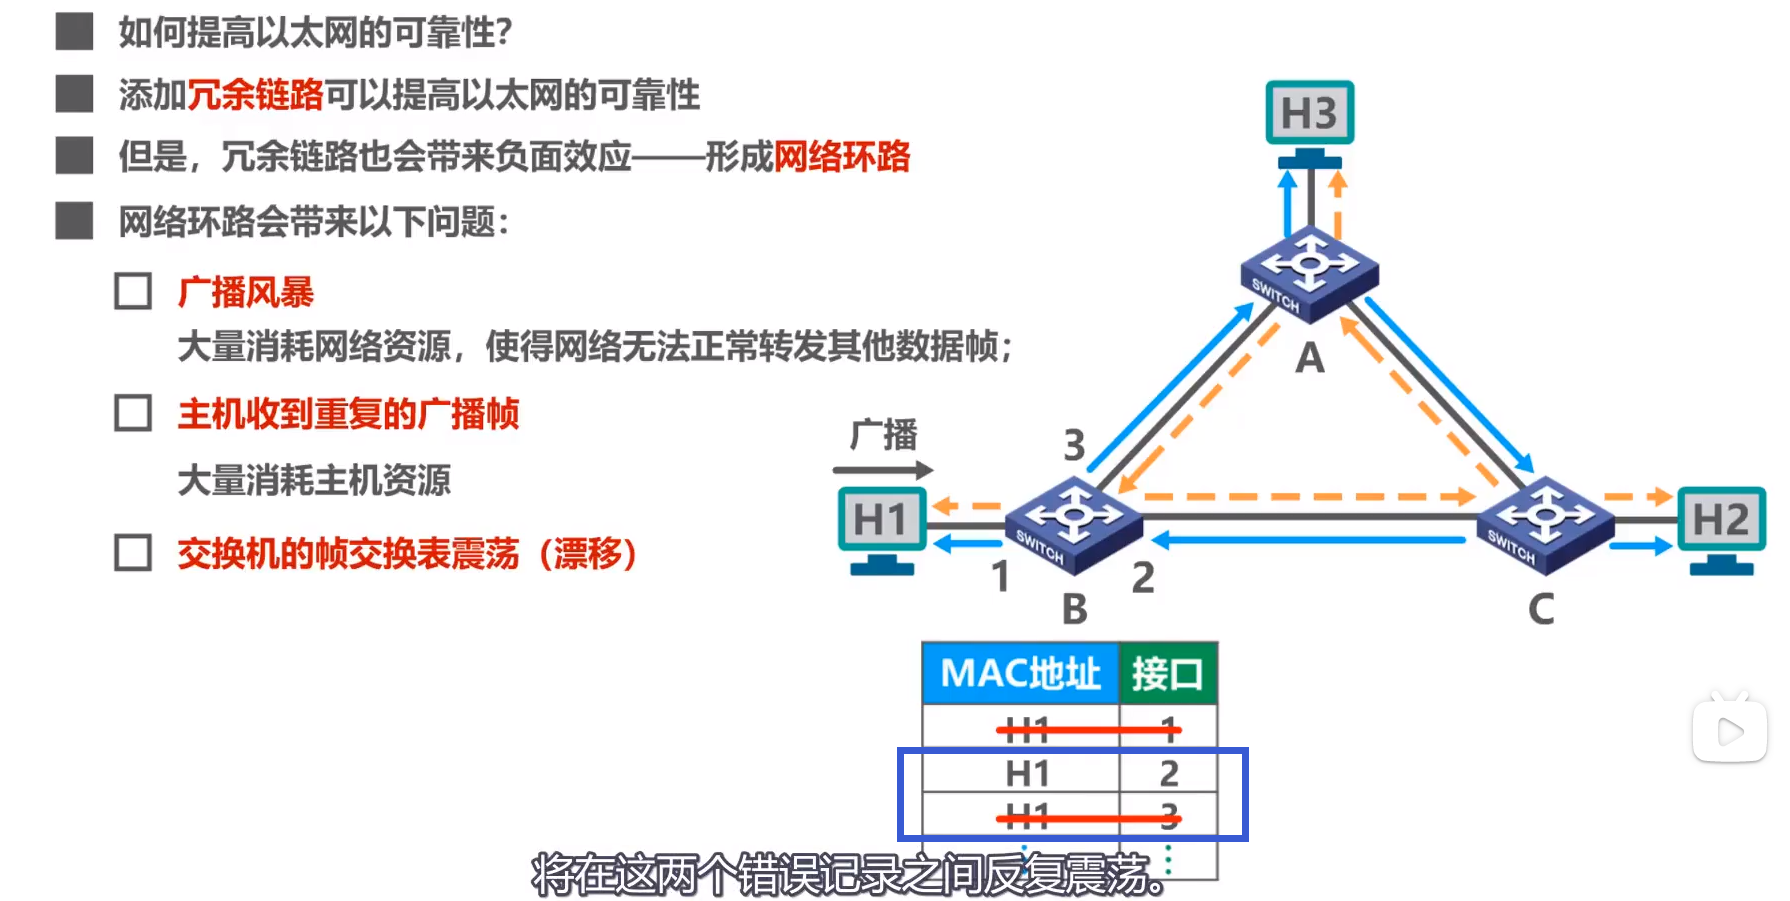 如何提高以太网的可靠性？
添加冗余链路可以提高以太网的可靠性
但是，冗余链路也会带来负面效应——形成网络环路
网络环路会带来以下问题：
广播风暴
大量消耗网络资源，使得网络无法正常转发其他数据帧；
主机收到重复的广播帧
大量消耗主机资源
交换机的帧交换表震荡（漂移）
H3
SWITCH
A
广播
3
H1
SWITCH
SWITCH
H2
1
2
B
C
MAC地址 接口
H1 1
H1 2
H1 3
⋮ ⋮
将在这两个错误记录之间反复震荡。